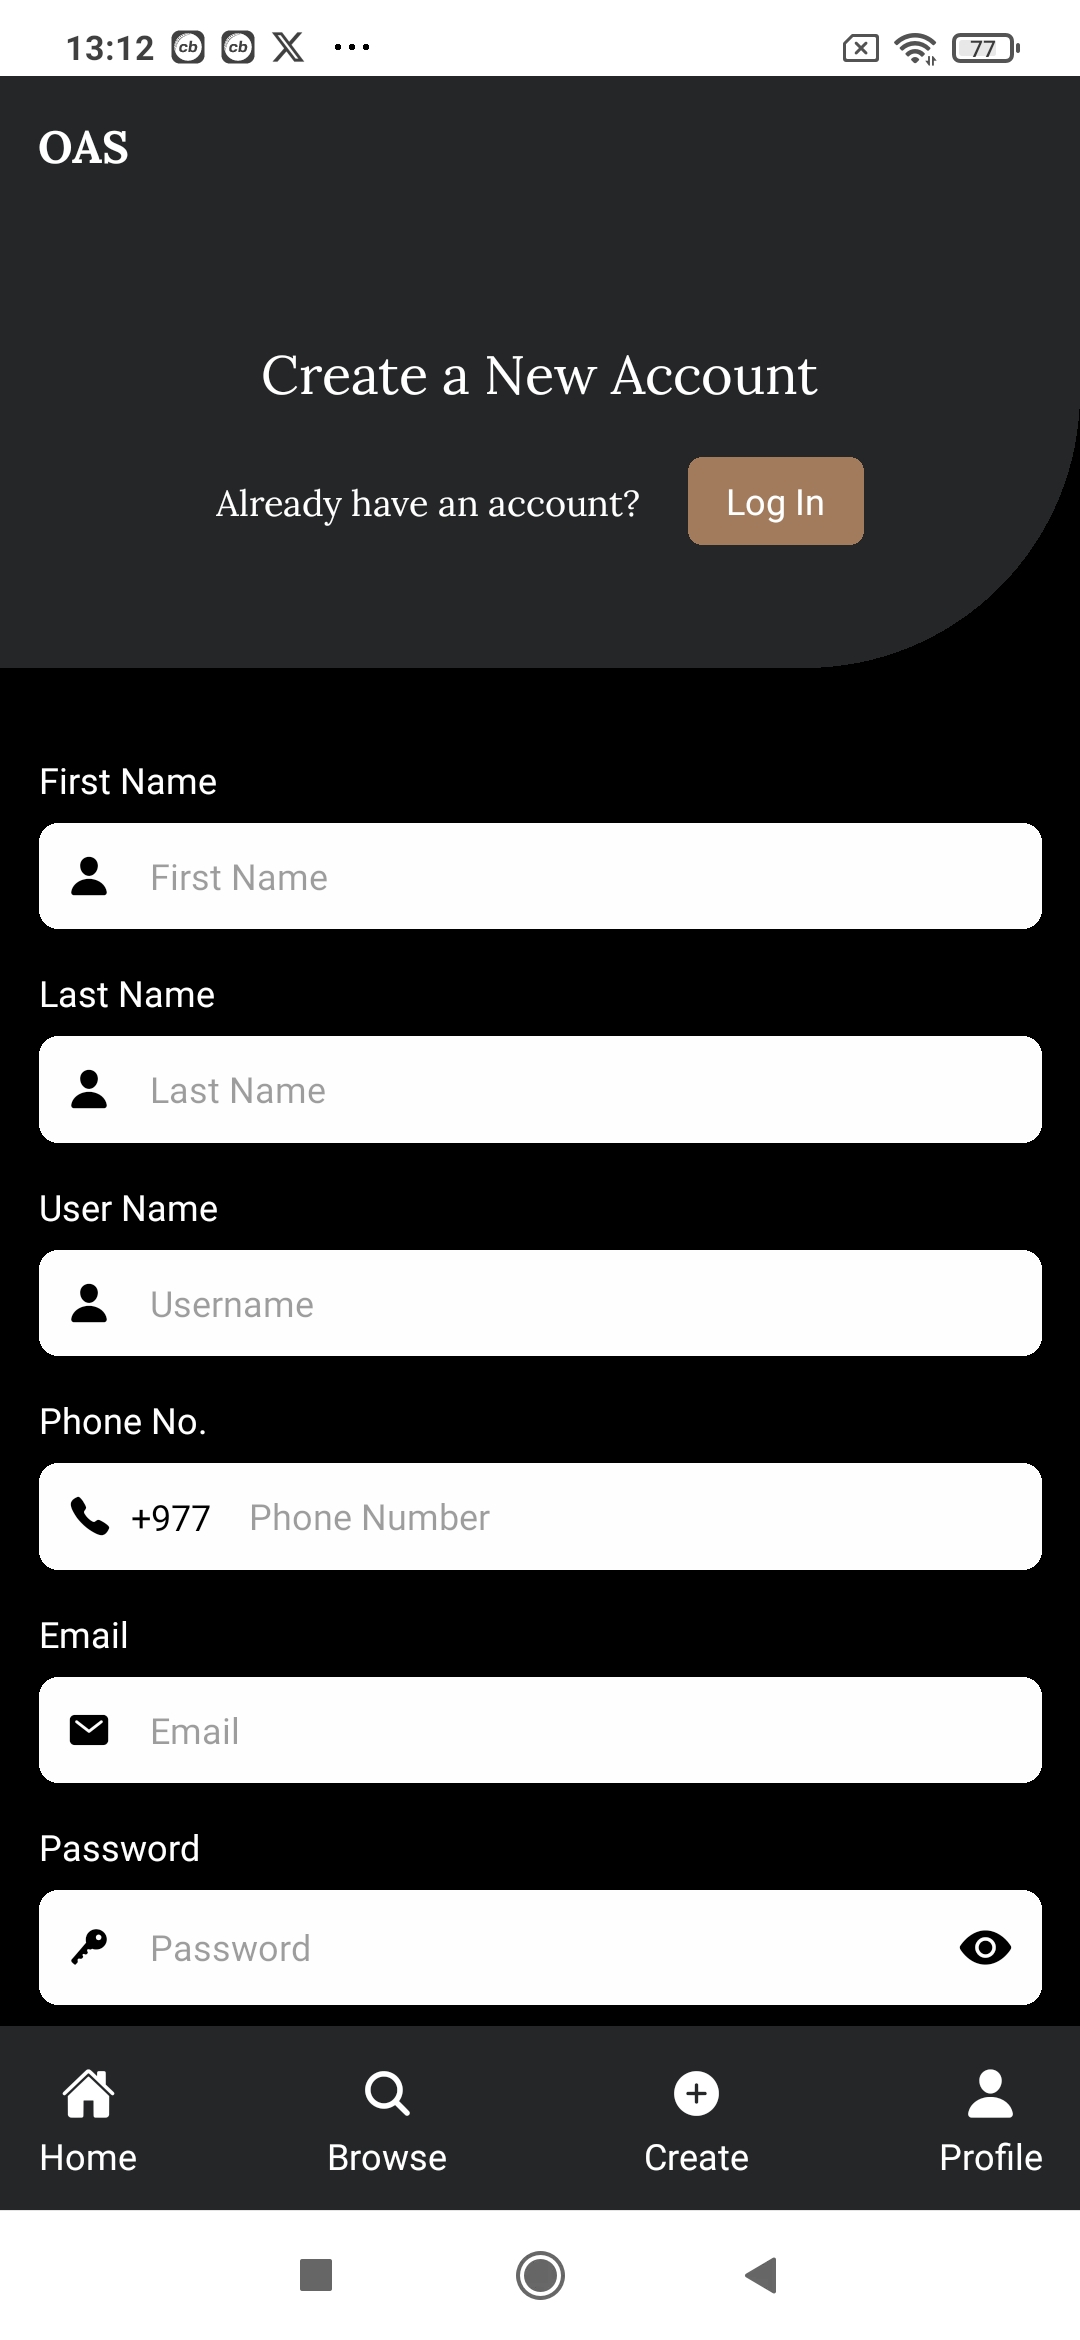 13:12 cb cb X ... 77
OAS
Create a New Account
Already have an account? Log In
First Name
First Name
Last Name
Last Name
User Name
Username
Phone No.
+977 Phone Number
Email
Email
Password
Password
Home Browse Create Profile